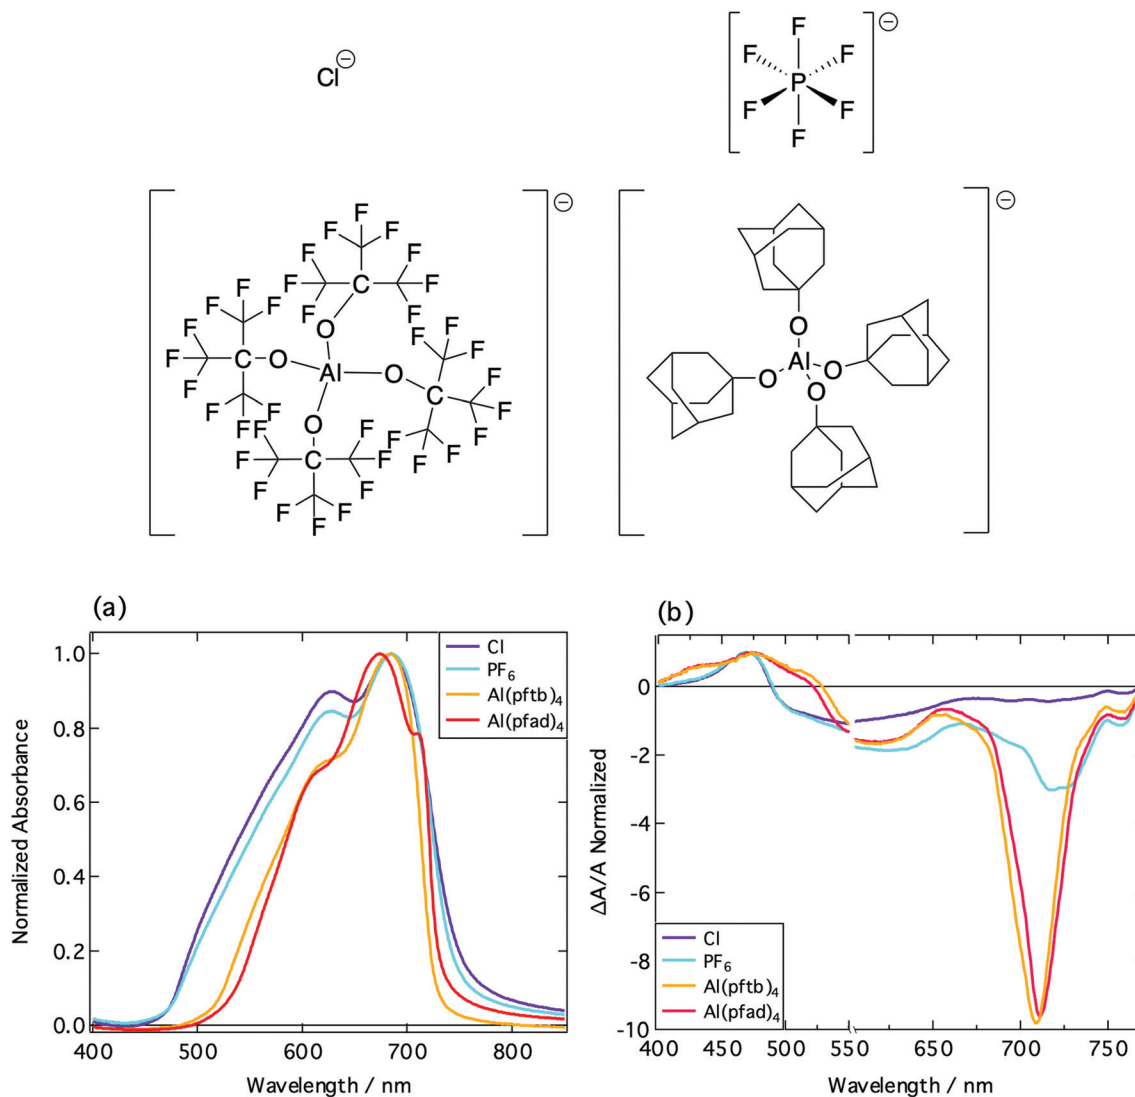 Cl ⊖
F F F P F F F ⊖
⊖
F F F
F F F C F F F
F F F F F F C O O Al O C F F F F F F
F F F F F F
O
F F F C F F F
F F F
⊖
O
Al
O O
O
(a)
Normalized Absorbance
1.0
0.8
0.6
0.4
0.2
0.0
Cl
PF6
Al(pftb)4
Al(pfad)4
400 500 600 700 800
Wavelength / nm
(b)
ΔA/A Normalized
0
-2
-4
-6
-8
-10
Cl
PF6
Al(pftb)4
Al(pfad)4
400 450 500 550 650 700 750
Wavelength / nm